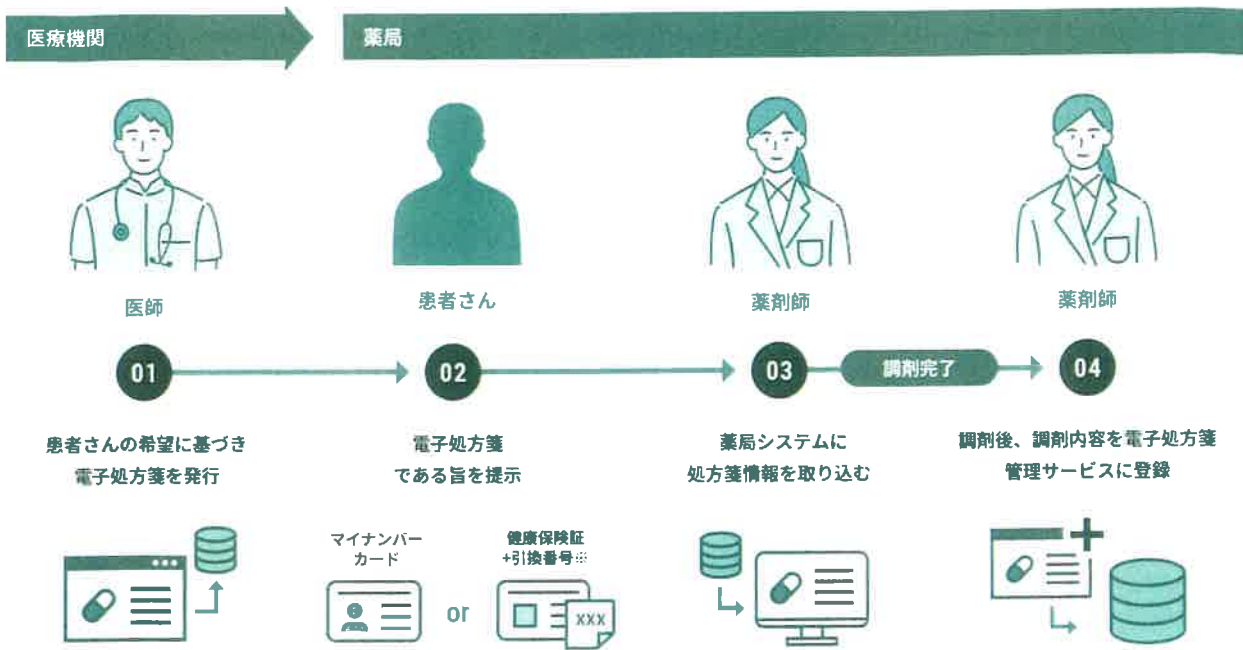 医療機関
薬局
医師
患者さん
薬剤師
薬剤師
01
02
03
調剤完了
04
患者さんの希望に基づき
電子処方箋を発行
電子処方箋
である旨を提示
薬局システムに
処方箋情報を取り込む
調剤後、調剤内容を電子処方箋
管理サービスに登録
マイナンバー
カード
or
健康保険証
+引換番号※
XXX